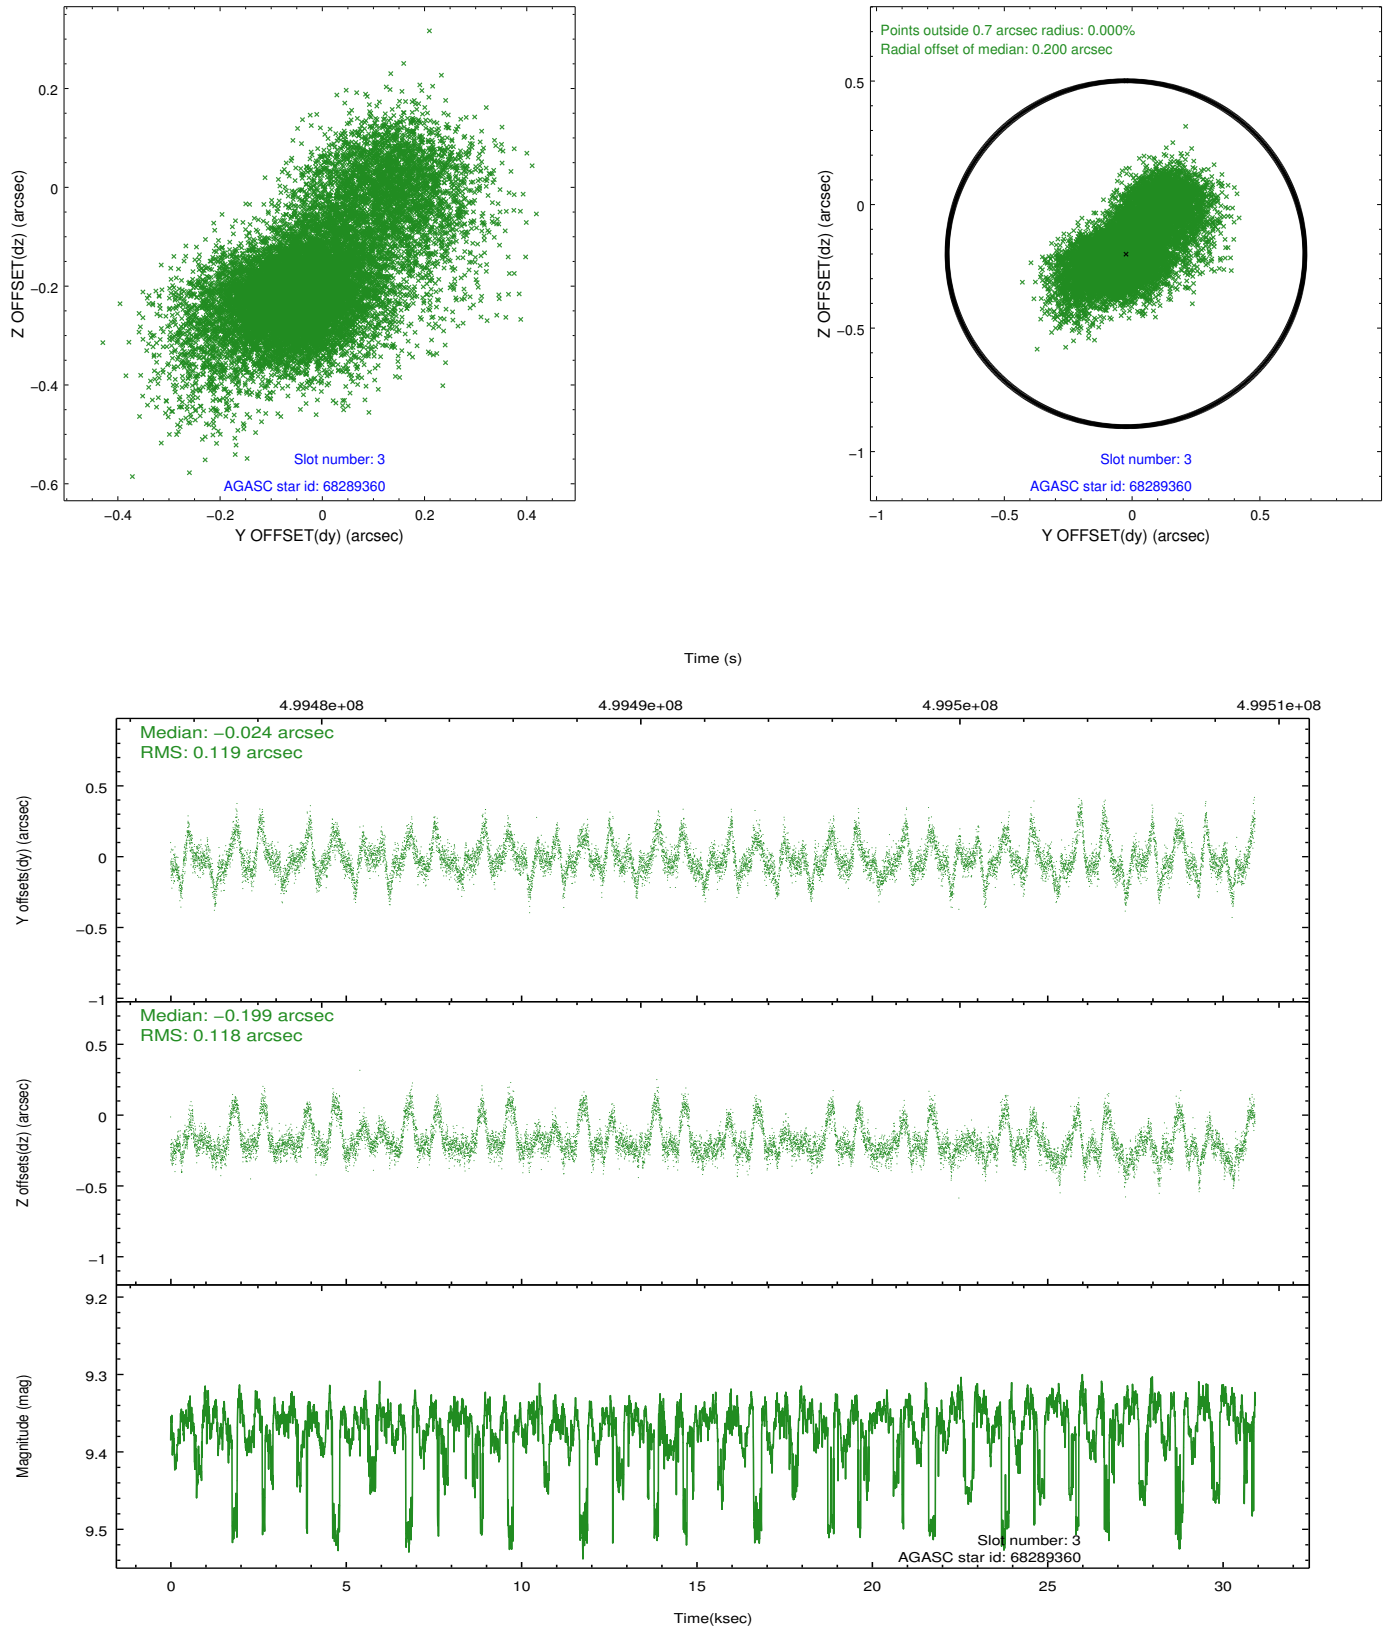 0.2
0
−0.2
−0.4
−0.6
Z OFFSET(dz) (arcsec)
Slot number: 3
AGASC star id: 68289360
−0.4
−0.2
0
0.2
0.4
Y OFFSET(dy) (arcsec)
Points outside 0.7 arcsec radius: 0.000%
Radial offset of median: 0.200 arcsec
0.5
0
−0.5
−1
Z OFFSET(dz) (arcsec)
Slot number: 3
AGASC star id: 68289360
−1
−0.5
0
0.5
Y OFFSET(dy) (arcsec)
Time (s)
4.9948e+08
4.9949e+08
4.995e+08
4.9951e+08
Median: −0.024 arcsec
RMS: 0.119 arcsec
0.5
0
−0.5
−1
Y offsets(dy) (arcsec)
Median: −0.199 arcsec
RMS: 0.118 arcsec
0.5
0
−0.5
−1
Z offsets(dz) (arcsec)
9.2
9.3
9.4
9.5
Magnitude (mag)
Slot number: 3
AGASC star id: 68289360
0
5
10
15
20
25
30
Time(ksec)